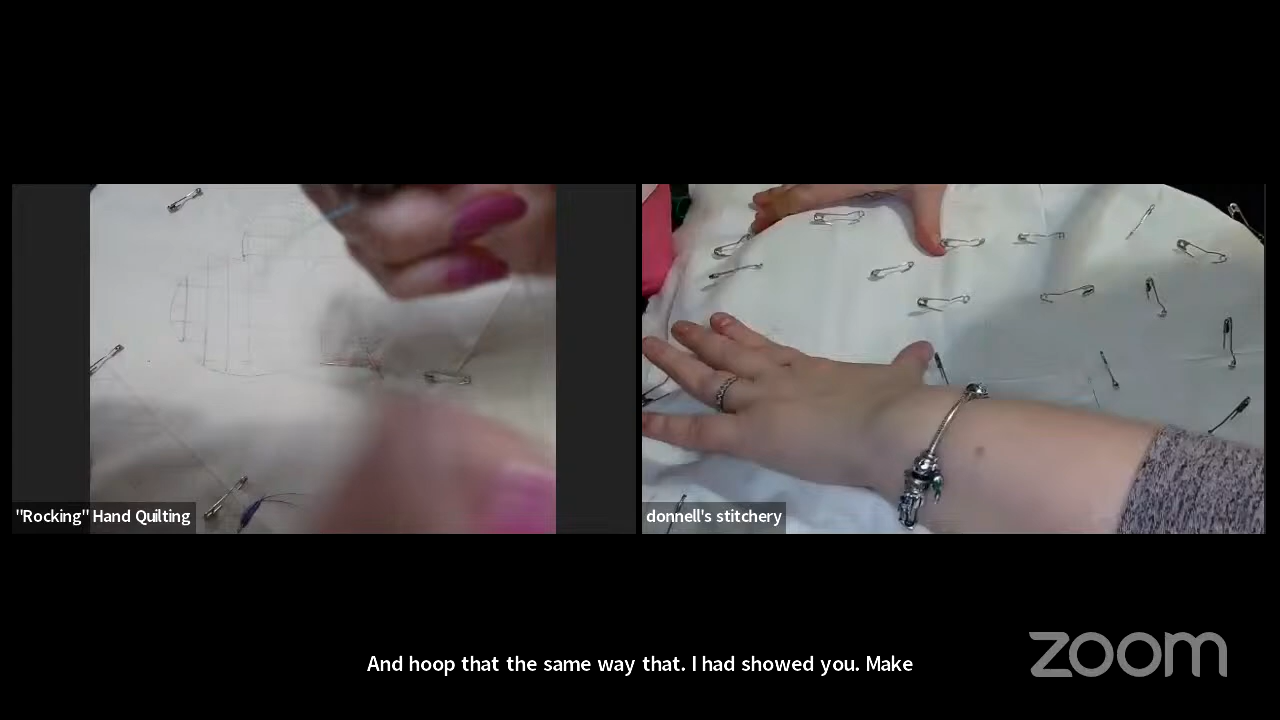 "Rocking" Hand Quilting
donnell's stitchery
And hoop that the same way that. I had showed you. Make
zoom